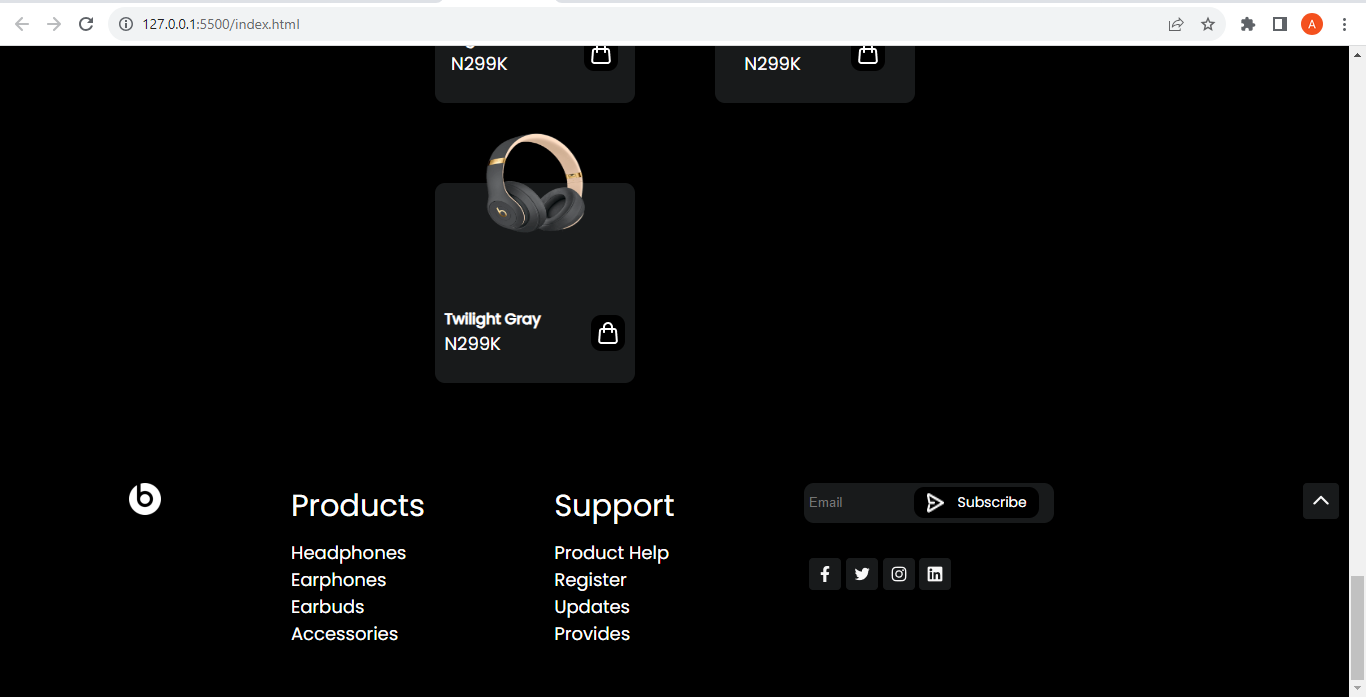 127.0.0.1:5500/index.html
A
N299K
N299K
Twilight Gray
N299K
Products
Headphones
Earphones
Earbuds
Accessories
Support
Product Help
Register
Updates
Provides
Email
Subscribe